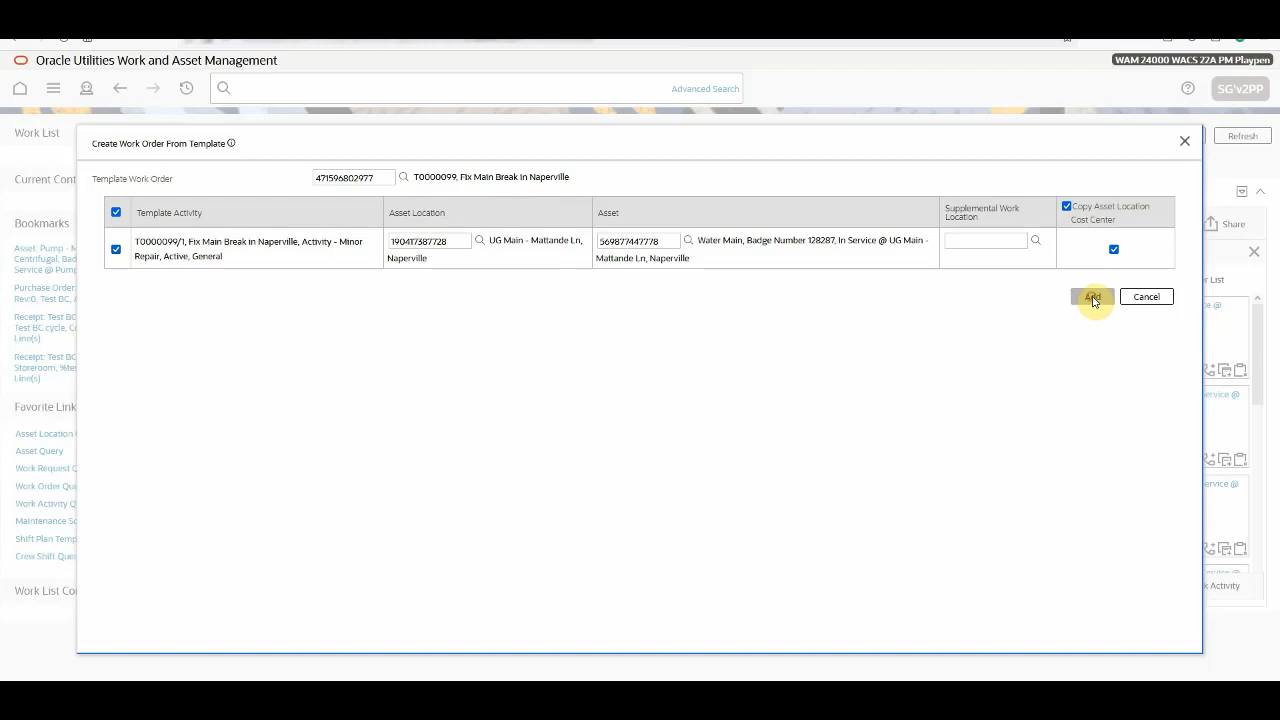 Oracle Utilities Work and Asset Management
WAM 24000 WACS 22A PM Playpen
Advanced Search
SG'v2PP
Work List
Refresh
Create Work Order From Template
Template Work Order
471596802977
T0000099, Fix Main Break in Naperville
Current Cont
Template Activity
Asset Location
Asset
Supplemental Work
Location
Copy Asset Location
Cost Center
Bookmarks
Share
T0000099/1, Fix Main Break in Naperville, Activity - Minor
Repair, Active, General
190417387728
UG Main - Mattande Ln,
Naperville
569877447778
Water Main, Badge Number 128287, In Service @ UG Main -
Mattande Ln, Naperville
Asset: Pump - M
Centrifugal, Bad
Service @ Pump
Purchase Order:
Rev:0, Test BC,
Receipt: Test BC
Test BC cycle, C
Line(s)
Receipt: Test BC
Storeroom, %tes
Line(s)
Add
Cancel
r List
e @
ervice @
ervice @
ervice @
Favorite Link
Asset Location
Asset Query
Work Request Q
Work Order Qu
Work Activity Q
Maintenance Sc
Shift Plan Temp
Crew Shift Quer
k Activity
Work List Co